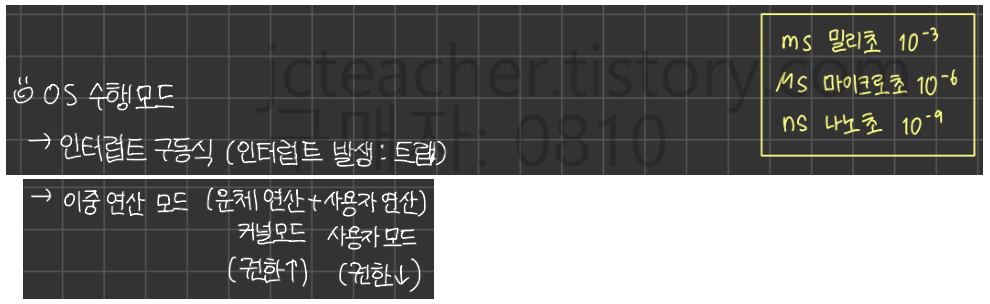 ms 밀리초 10⁻³
μs 마이크로초 10⁻⁶
ns 나노초 10⁻⁹
jcteacher.tistory.com
구매자: 0810
OS 수행모드
→ 인터럽트 구동식 (인터럽트 발생 : 트랩)
→ 이중 연산 모드 (운체 연산 + 사용자 연산)
커널모드 사용자 모드
(권한↑) (권한↓)